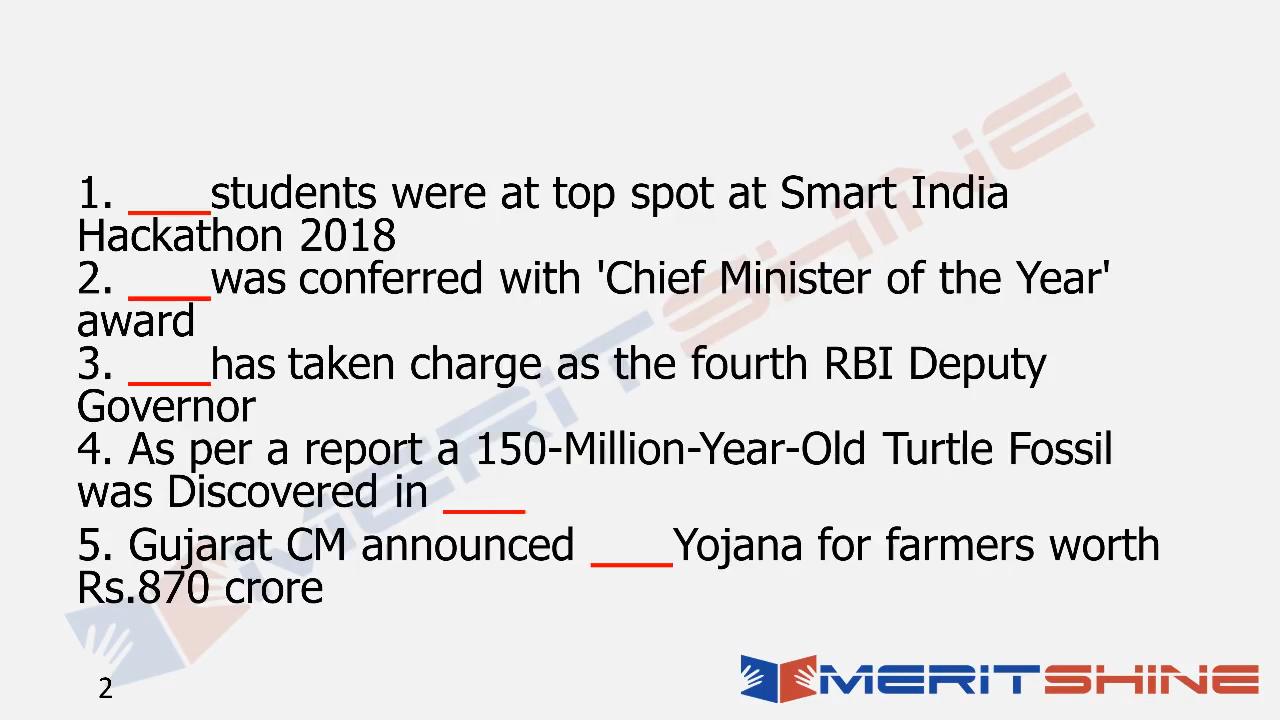 1. ____students were at top spot at Smart India
Hackathon 2018
2. ____was conferred with 'Chief Minister of the Year'
award
3. ____has taken charge as the fourth RBI Deputy
Governor
4. As per a report a 150-Million-Year-Old Turtle Fossil
was Discovered in ____
5. Gujarat CM announced ____Yojana for farmers worth
Rs.870 crore
MERITSHINE
2
MERITSHINE